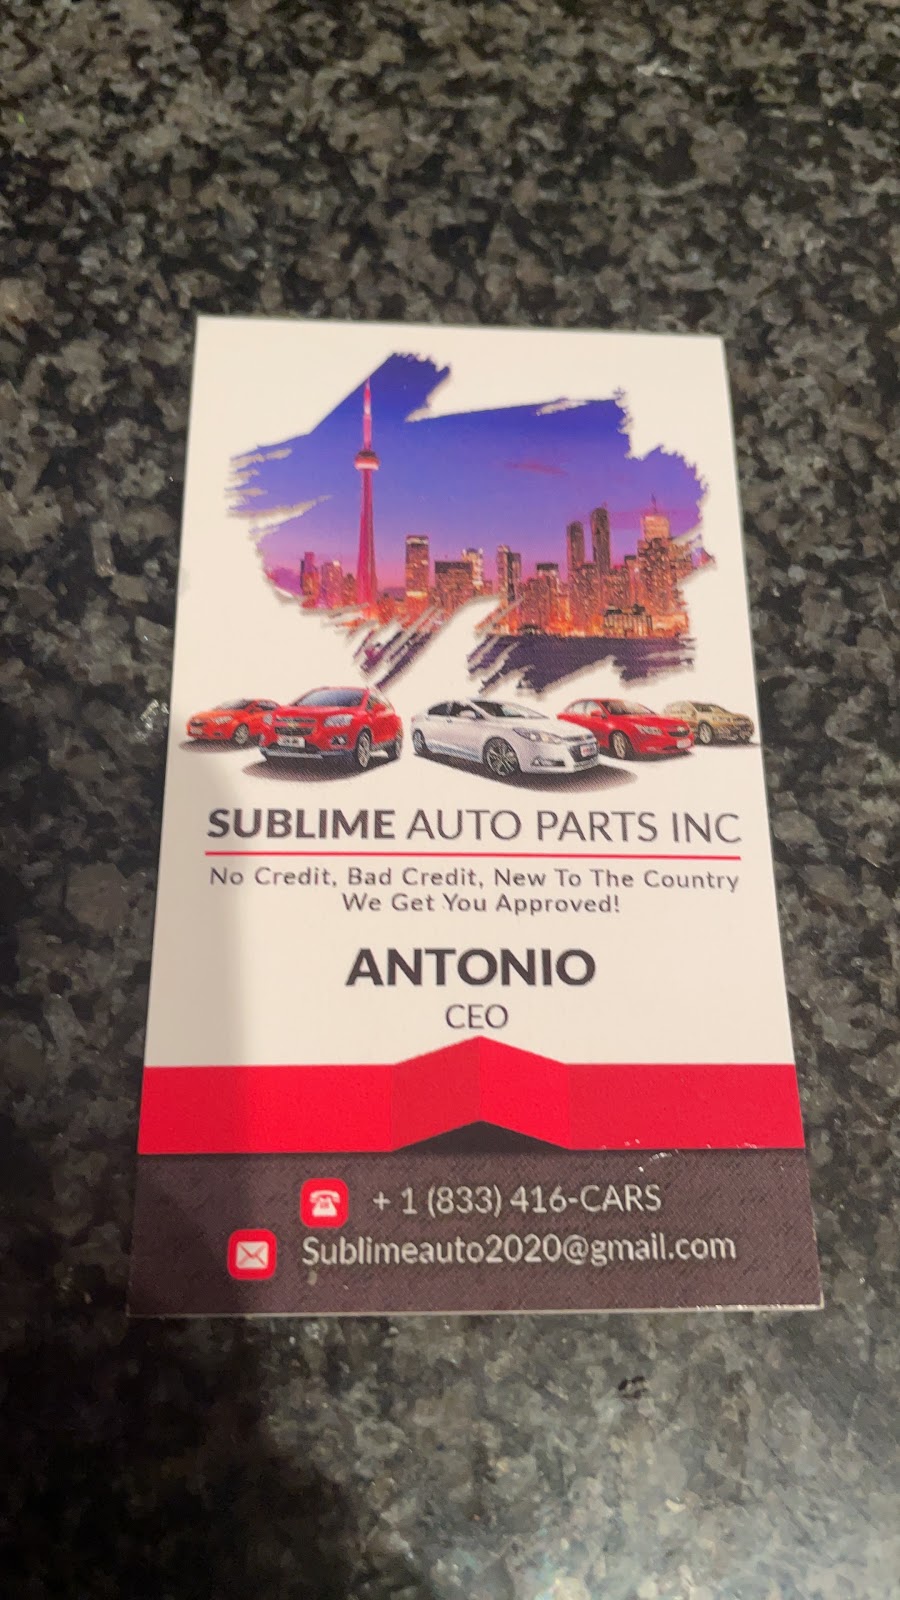 SUBLIME AUTO PARTS INC
No Credit, Bad Credit, New To The Country
We Get You Approved!
ANTONIO
CEO
+ 1 (833) 416-CARS
Sublimeauto2020@gmail.com